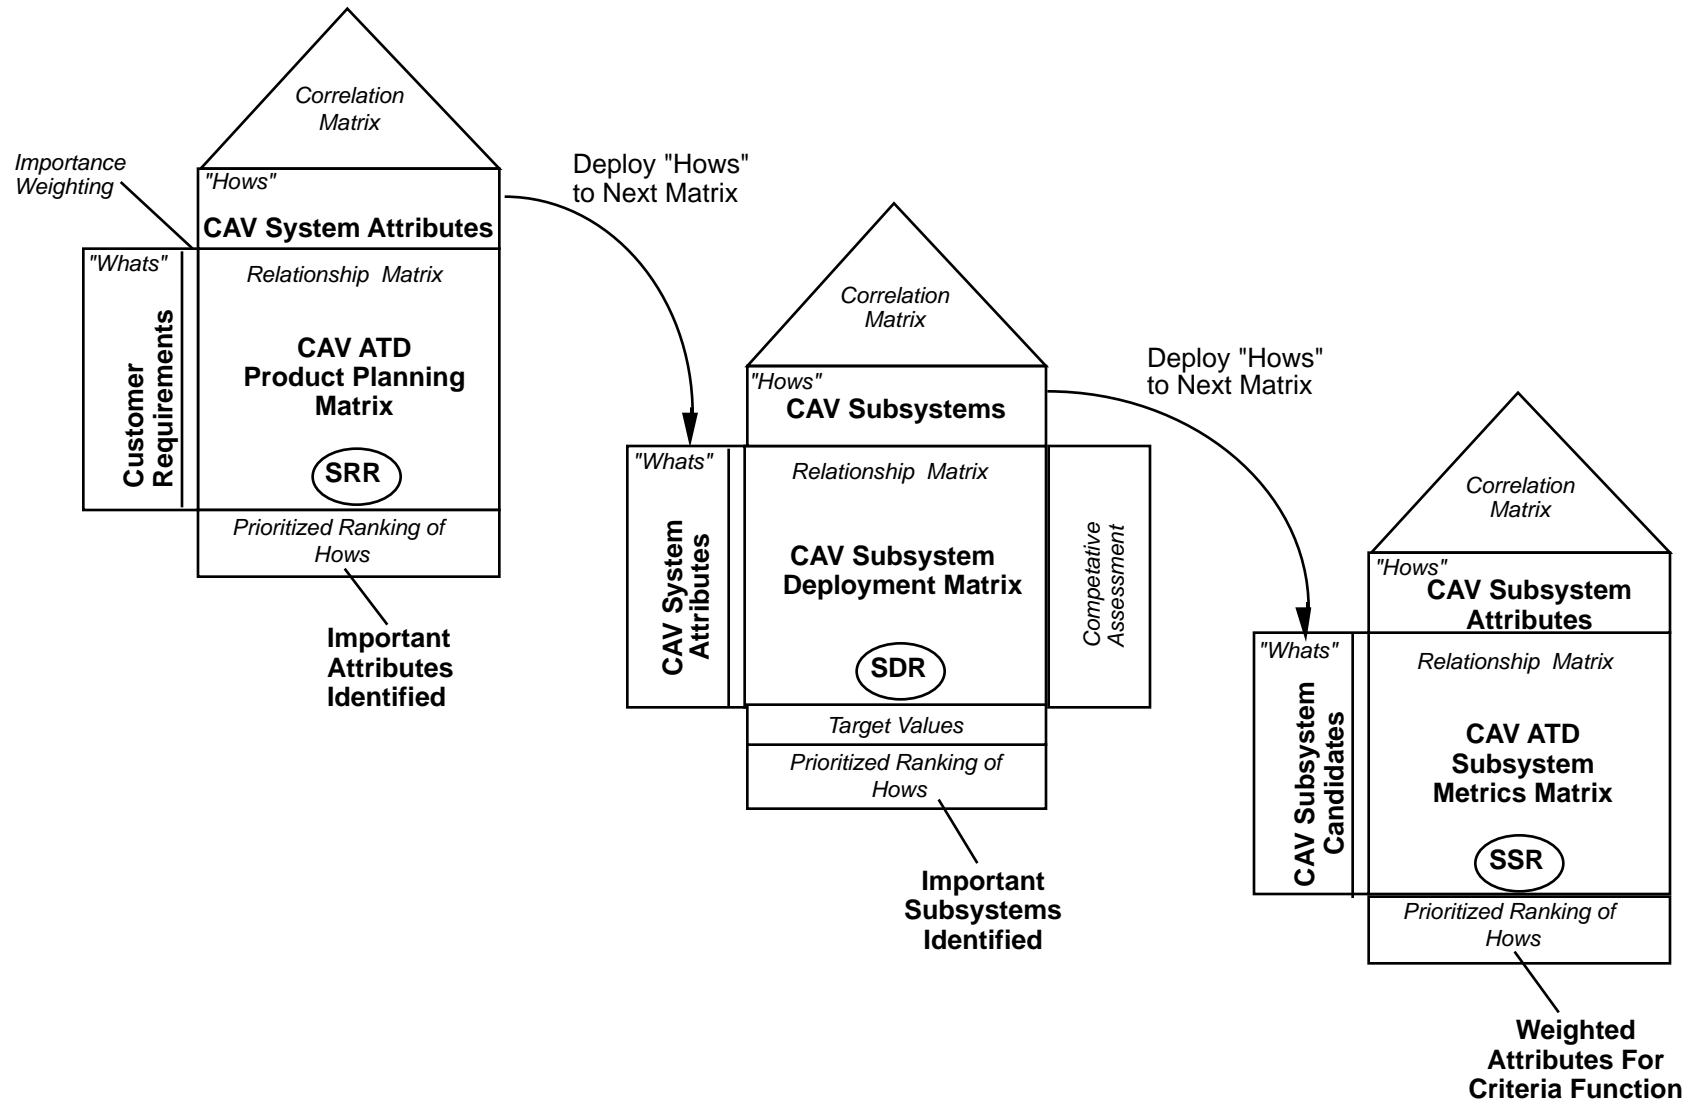 Correlation
Matrix
Importance
Weighting
"Hows"
CAV System Attributes
"Whats"
Customer
Requirements
Relationship Matrix
CAV ATD
Product Planning
Matrix
SRR
Prioritized Ranking of
Hows
Important
Attributes
Identified
Deploy "Hows"
to Next Matrix
Correlation
Matrix
"Hows"
CAV Subsystems
"Whats"
CAV System
Attributes
Relationship Matrix
CAV Subsystem
Deployment Matrix
SDR
Competative
Assessment
Target Values
Prioritized Ranking of
Hows
Important
Subsystems
Identified
Deploy "Hows"
to Next Matrix
Correlation
Matrix
"Hows"
CAV Subsystem
Attributes
"Whats"
CAV Subsystem
Candidates
Relationship Matrix
CAV ATD
Subsystem
Metrics Matrix
SSR
Prioritized Ranking of
Hows
Weighted
Attributes For
Criteria Function